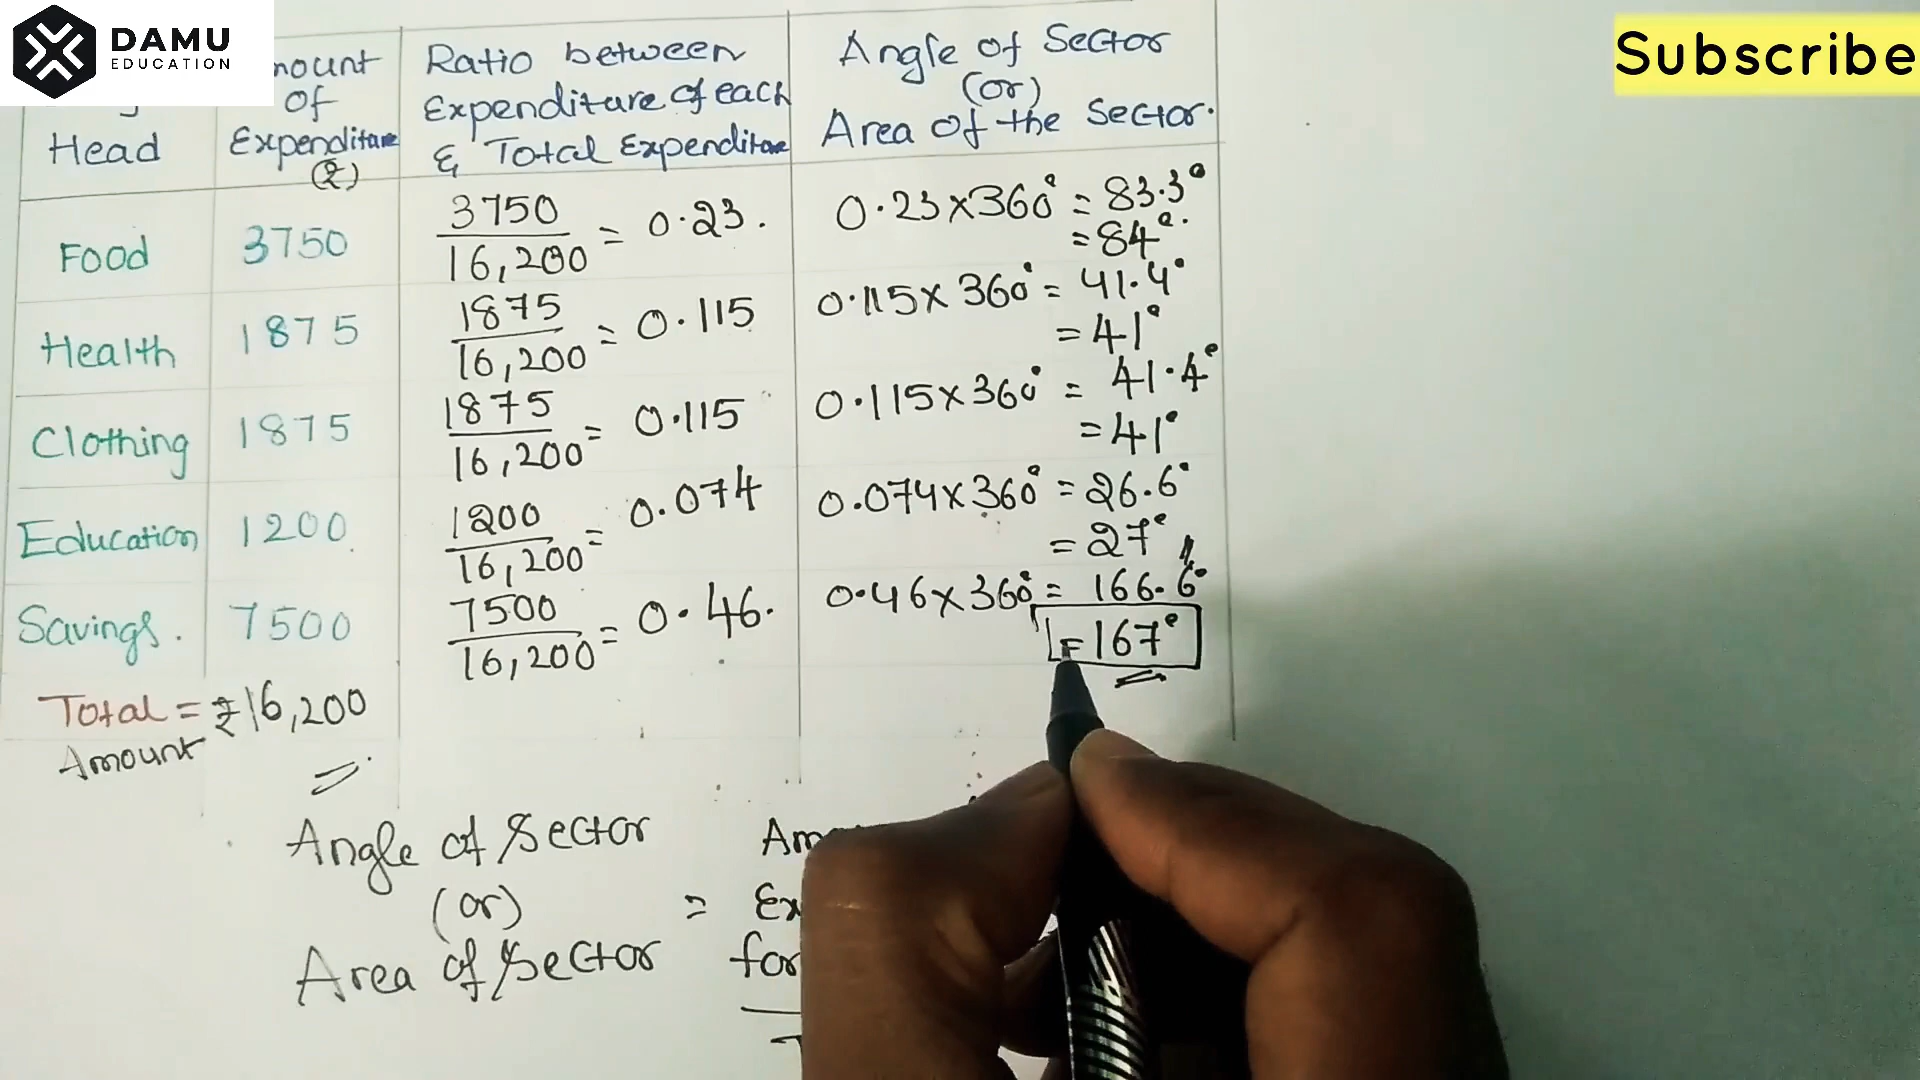 DAMU
EDUCATION
Subscribe
Head
of
Expenditure
(₹)
Ratio between
Expenditure of each
& Total Expenditure
Angle of Sector
(or)
Area of the Sector.
Food 3750 3750/16,200 = 0.23. 0.23×360° = 83.3°
= 84°.
Health 1875 1875/16,200 = 0.115 0.115×360° = 41.4°
= 41°
Clothing 1875 1875/16,200 = 0.115 0.115×360° = 41.4°
= 41°
Education 1200 1200/16,200 = 0.074 0.074×360° = 26.6°
= 27°
Savings. 7500 7500/16,200 = 0.46. 0.46×360° = 166.6°
= 167°
Total = ₹16,200
Amount
Angle of Sector
(or) =
Area of Sector for